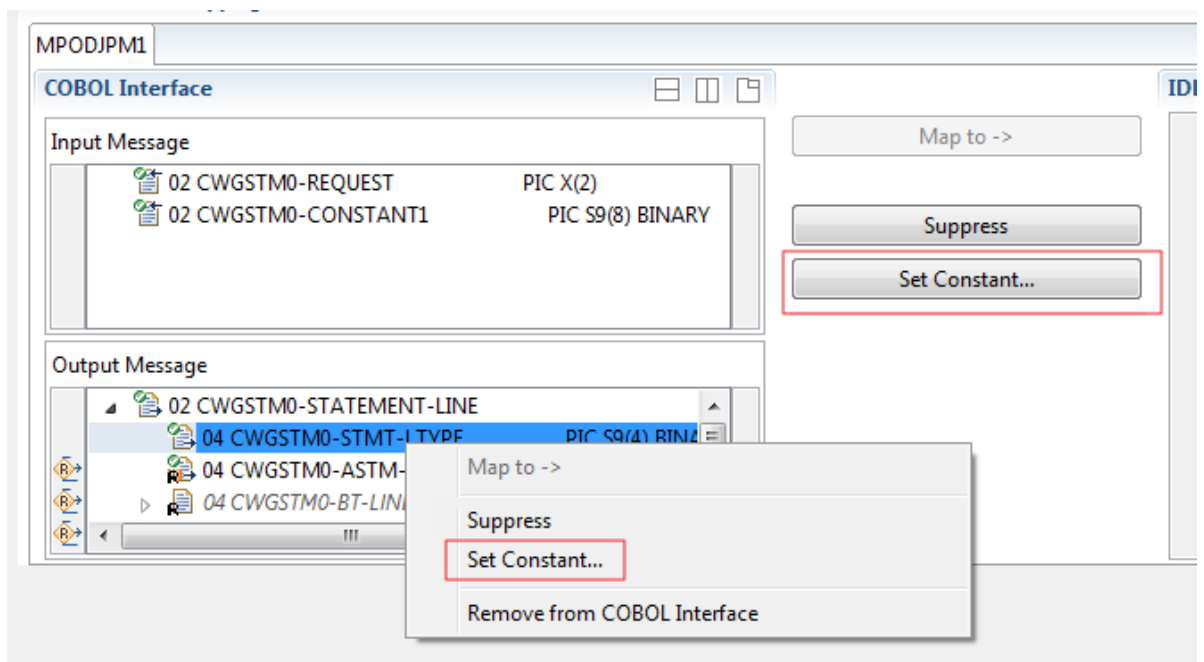 MPODJPM1
COBOL Interface
Input Message
02 CWGSTM0-REQUEST PIC X(2)
02 CWGSTM0-CONSTANT1 PIC S9(8) BINARY
Map to ->
Suppress
Set Constant...
Output Message
02 CWGSTM0-STATEMENT-LINE
04 CWGSTM0-STMT-LTYPE PIC S9(4) BINA
04 CWGSTM0-ASTM-
04 CWGSTM0-BT-LIN
Map to ->
Suppress
Set Constant...
Remove from COBOL Interface